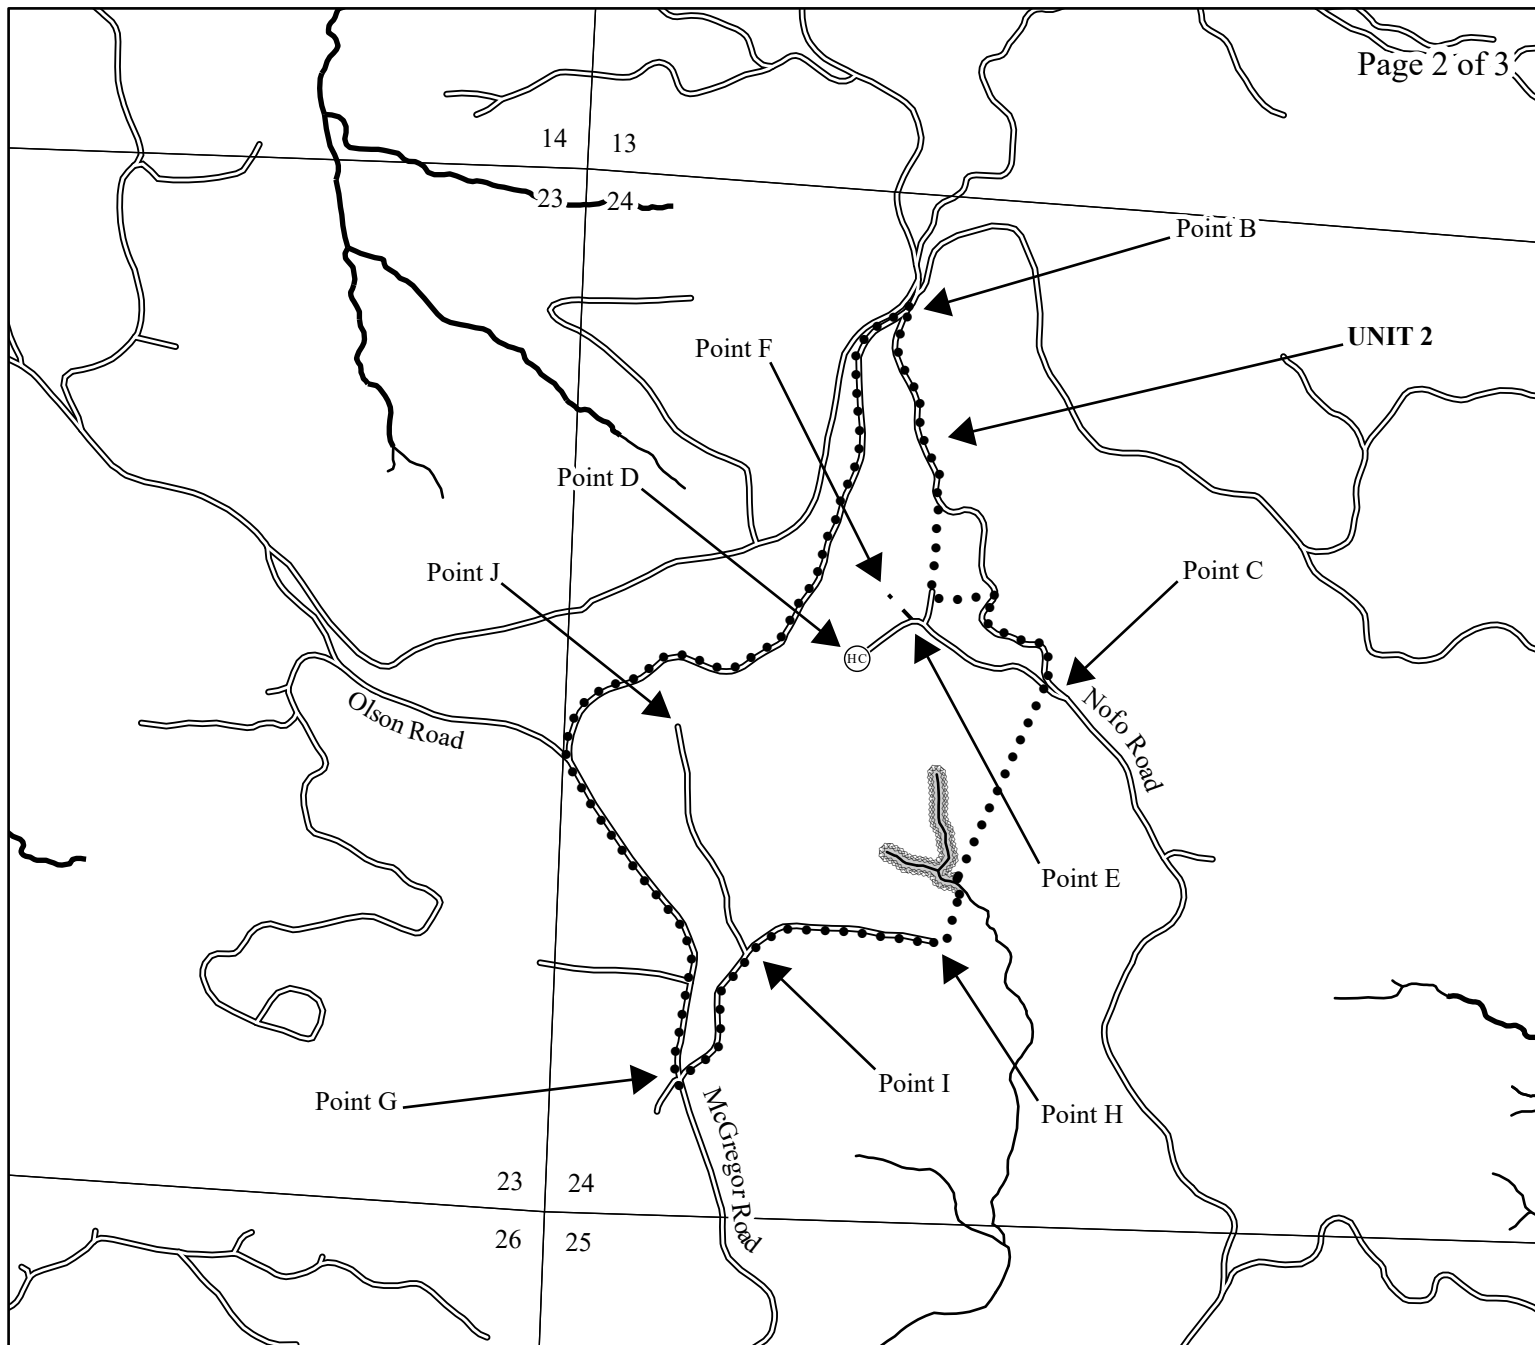 Page 2 of 3
14
13
23
24
Point B
UNIT 2
Point F
Point D
Point J
Point C
HC
Olson Road
Nofo Road
Point E
Point I
Point G
Point H
McGregor Road
23
24
26
25